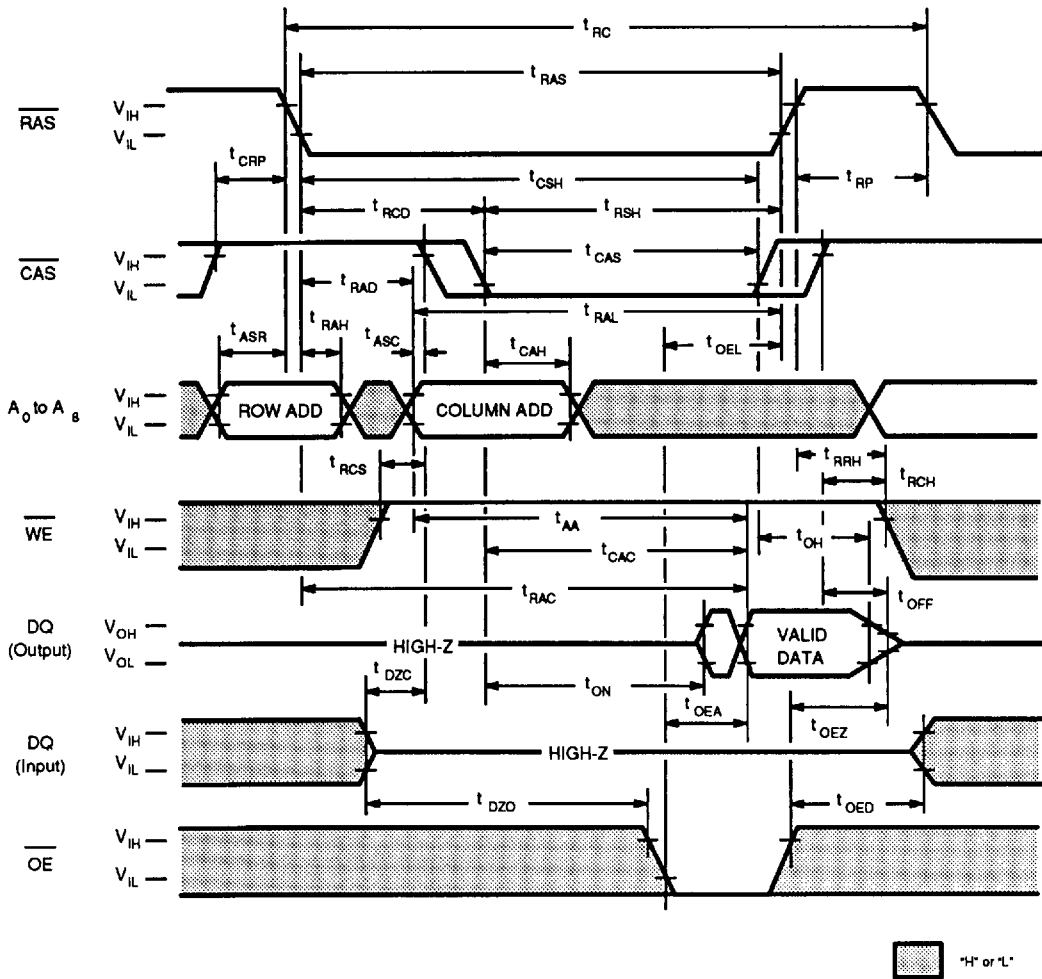 t RC
t RAS
RAS
V IH
V IL
t CRP
t CSH
t RP
t RCD
t RSH
CAS
V IH
V IL
t CAS
t RAD
t RAL
t ASR
t RAH
t ASC
t CAH
t OEL
A 0 to A 8
V IH
V IL
ROW ADD
COLUMN ADD
t RCS
t RRH
t RCH
WE
V IH
V IL
t AA
t CAC
t OH
t RAC
t OFF
DQ
(Output)
V OH
V OL
HIGH-Z
VALID
DATA
t DZC
t ON
t OEA
t OEZ
DQ
(Input)
V IH
V IL
HIGH-Z
t DZO
t OED
OE
V IH
V IL
"H" or "L"